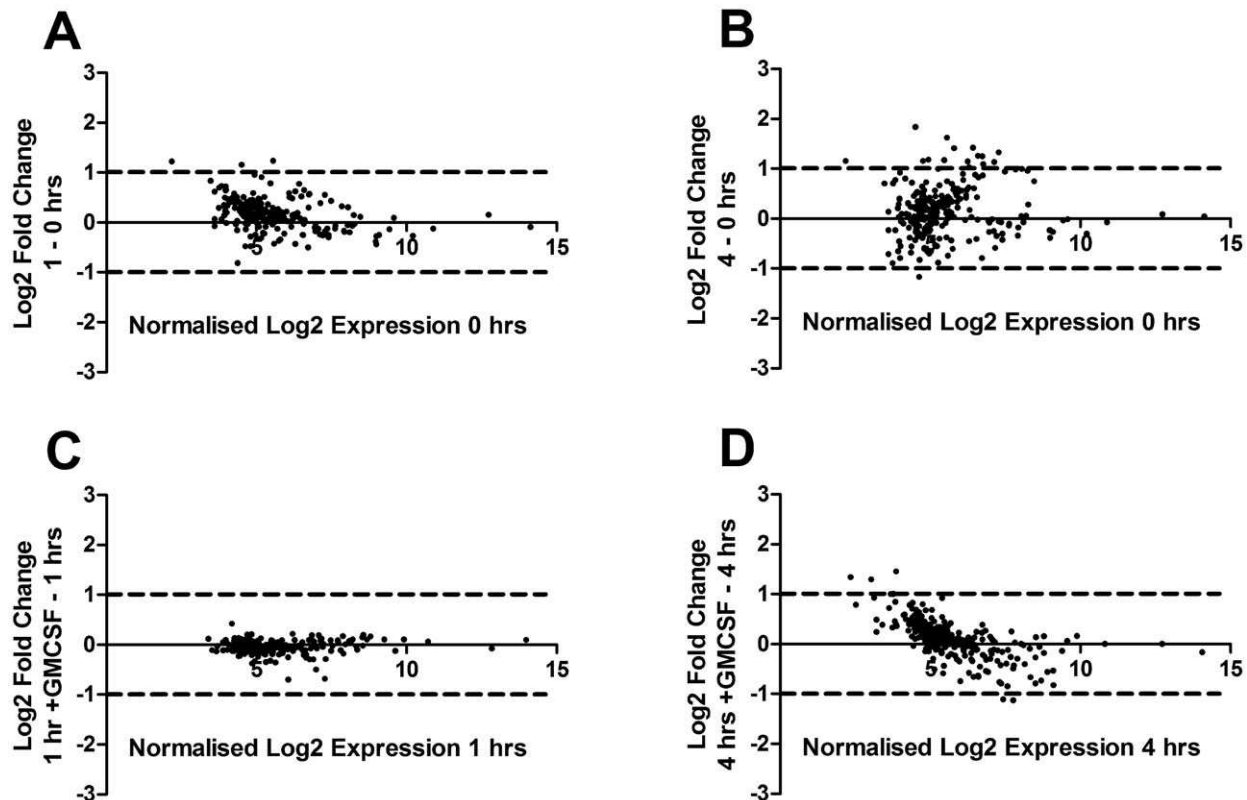 A
3
2
1
0
-1
-2
-3
5
10
15
Log2 Fold Change
1 - 0 hrs
Normalised Log2 Expression 0 hrs
B
3
2
1
0
-1
-2
-3
5
10
15
Log2 Fold Change
4 - 0 hrs
Normalised Log2 Expression 0 hrs
C
3
2
1
0
-1
-2
-3
5
10
15
Log2 Fold Change
1 hr +GMCSF - 1 hrs
Normalised Log2 Expression 1 hrs
D
3
2
1
0
-1
-2
-3
5
10
15
Log2 Fold Change
4 hrs +GMCSF - 4 hrs
Normalised Log2 Expression 4 hrs